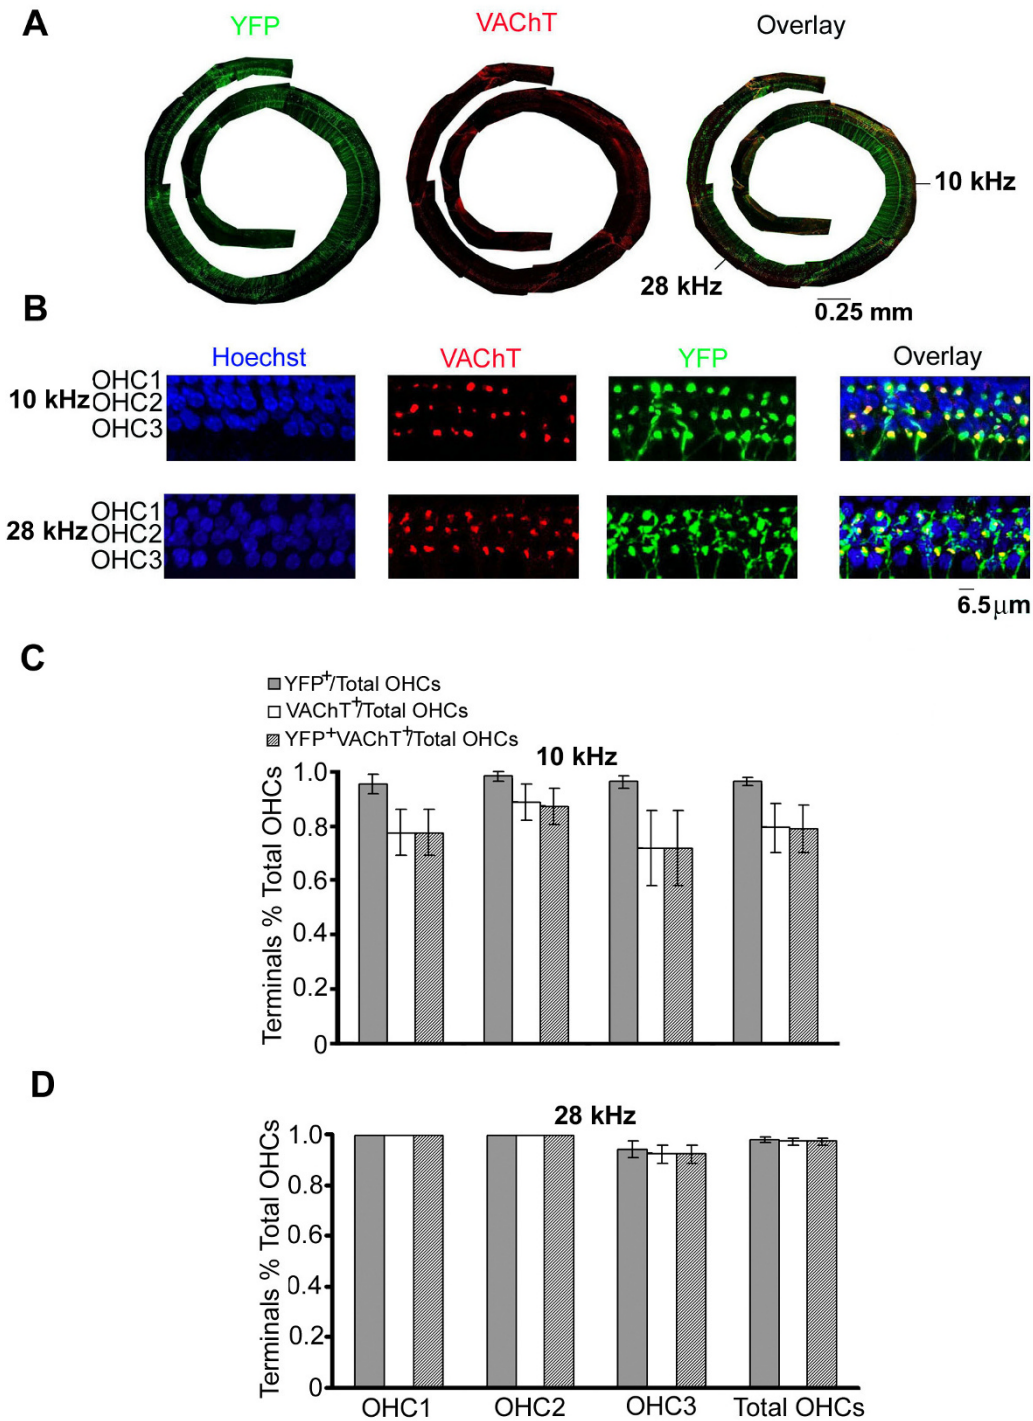 A
YFP
VAChT
Overlay
10 kHz
28 kHz
0.25 mm
B
Hoechst
VAChT
YFP
Overlay
10 kHz
OHC1
OHC2
OHC3
28 kHz
OHC1
OHC2
OHC3
6.5μm
C
YFP+/Total OHCs
VAChT+/Total OHCs
YFP+VAChT+/Total OHCs
10 kHz
Terminals % Total OHCs
1.0
0.8
0.6
0.4
0.2
0
D
28 kHz
Terminals % Total OHCs
1.0
0.8
0.6
0.4
0.2
0
OHC1 OHC2 OHC3 Total OHCs